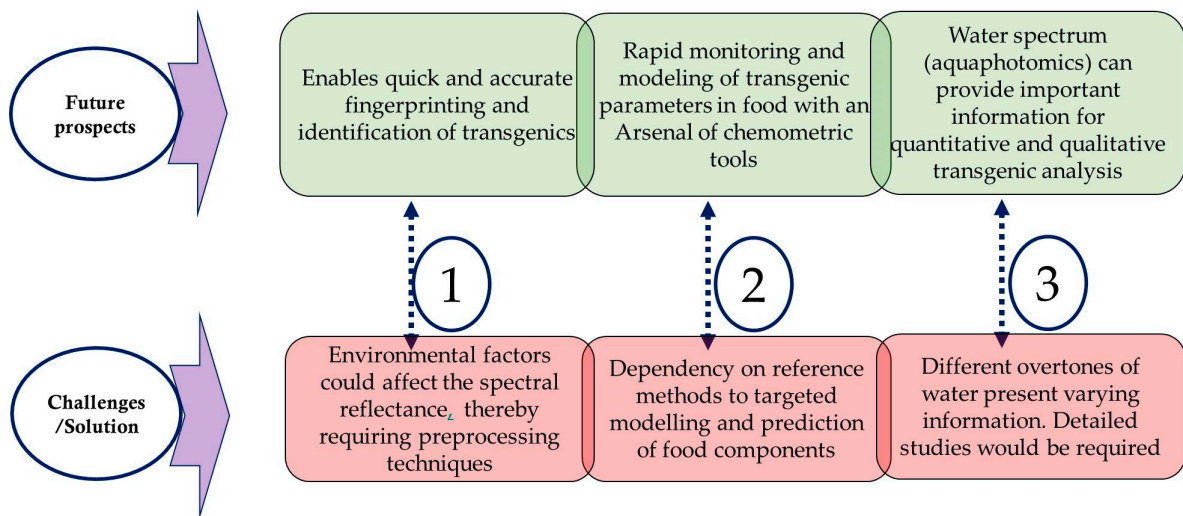 Future
prospects
Enables quick and accurate
fingerprinting and
identification of transgenics
Rapid monitoring and
modeling of transgenic
parameters in food with an
Arsenal of chemometric
tools
Water spectrum
(aquaphotomics) can
provide important
information for
quantitative and qualitative
transgenic analysis
1
2
3
Challenges
/Solution
Environmental factors
could affect the spectral
reflectance, thereby
requiring preprocessing
techniques
Dependency on reference
methods to targeted
modelling and prediction
of food components
Different overtones of
water present varying
information. Detailed
studies would be required